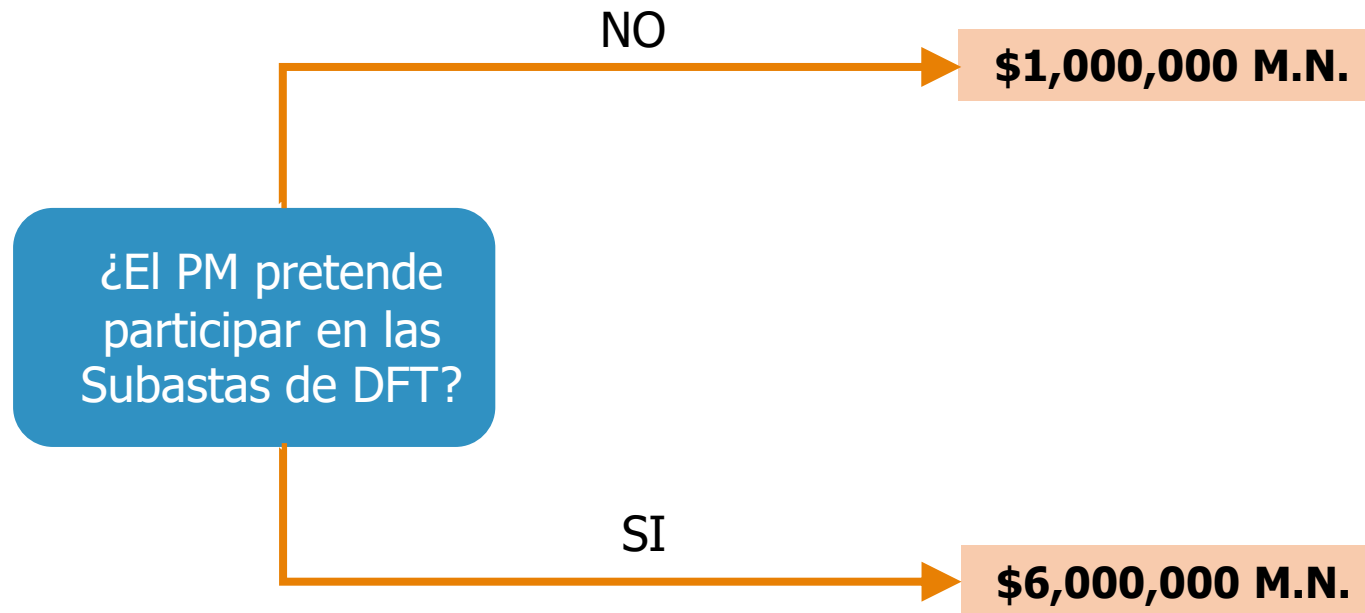 NO
$1,000,000 M.N.
¿El PM pretende
participar en las
Subastas de DFT?
SI
$6,000,000 M.N.